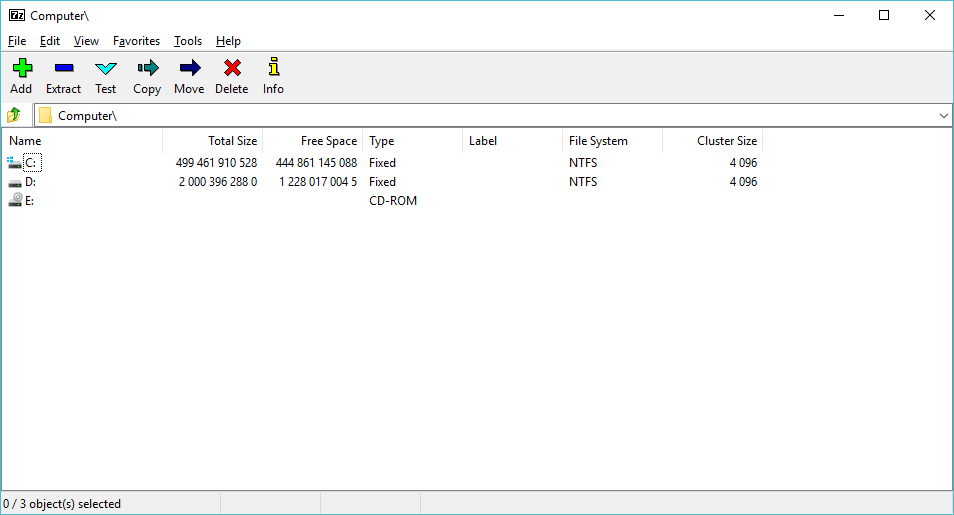 7z Computer\
File Edit View Favorites Tools Help
Add Extract Test Copy Move Delete Info
Computer\
Name Total Size Free Space Type Label File System Cluster Size
C: 499 461 910 528 444 861 145 088 Fixed NTFS 4 096
D: 2 000 396 288 0 1 228 017 004 5 Fixed NTFS 4 096
E: CD-ROM
0 / 3 object(s) selected